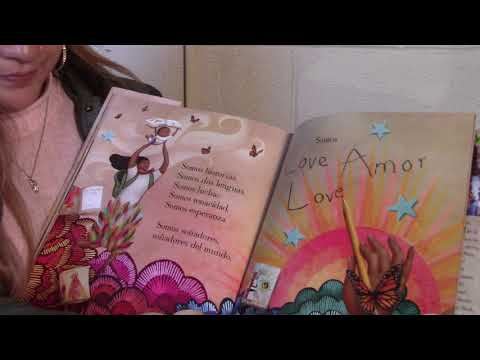 Somos historias.
Somos dos lenguas.
Somos lucha.
Somos tenacidad.
Somos esperanza.
Somos soñadores,
soñadores del mundo.
Somos
Love Amor
Love